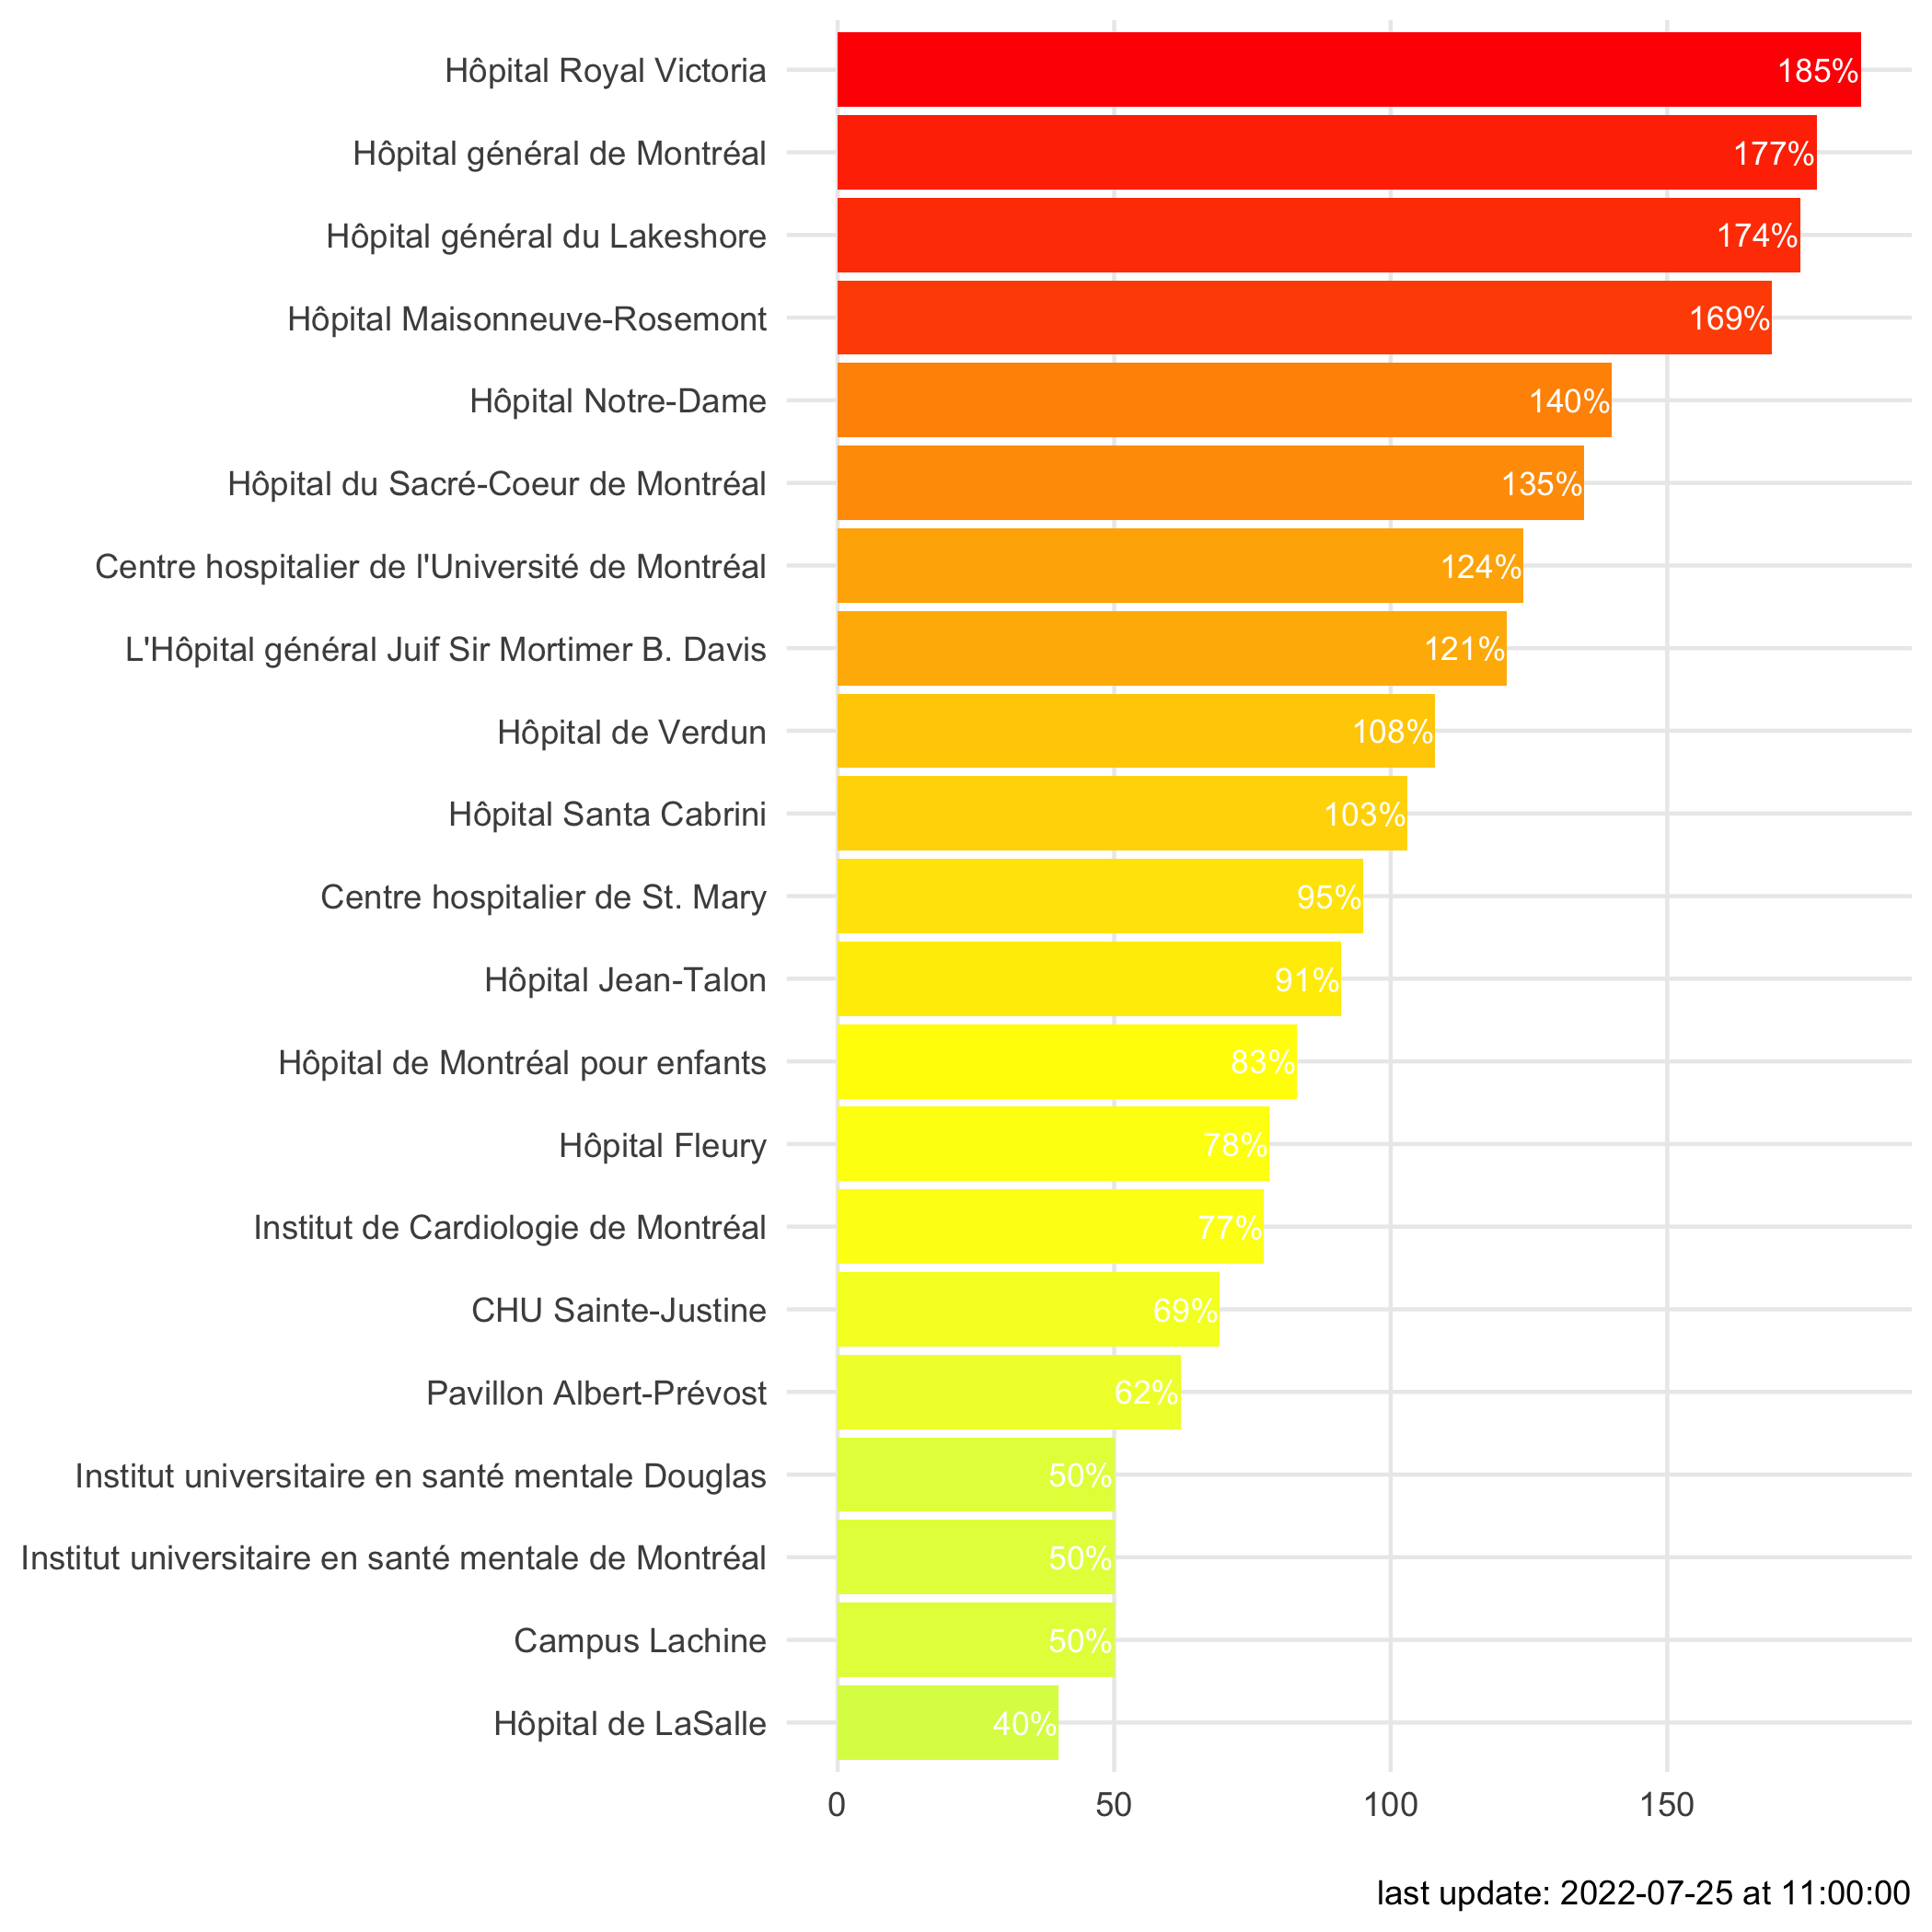 Hôpital Royal Victoria 185%
Hôpital général de Montréal 177%
Hôpital général du Lakeshore 174%
Hôpital Maisonneuve-Rosemont 169%
Hôpital Notre-Dame 140%
Hôpital du Sacré-Coeur de Montréal 135%
Centre hospitalier de l'Université de Montréal 124%
L'Hôpital général Juif Sir Mortimer B. Davis 121%
Hôpital de Verdun 108%
Hôpital Santa Cabrini 103%
Centre hospitalier de St. Mary 95%
Hôpital Jean-Talon 91%
Hôpital de Montréal pour enfants 83%
Hôpital Fleury 78%
Institut de Cardiologie de Montréal 77%
CHU Sainte-Justine 69%
Pavillon Albert-Prévost 62%
Institut universitaire en santé mentale Douglas 50%
Institut universitaire en santé mentale de Montréal 50%
Campus Lachine 50%
Hôpital de LaSalle 40%
0 50 100 150
last update: 2022-07-25 at 11:00:00